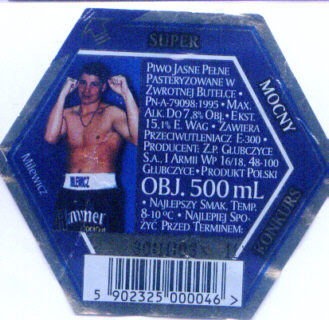 SUPER
MOCNY
KONKURS
Milewicz
PIWO JASNE PEŁNE
PASTERYZOWANE W
ZWROTNEJ BUTELCE •
PN-A-79098:1995 • MAX.
ALK. DO 7,8% OBJ. • EKST.
15,1% E. WAG • ZAWIERA
PRZECIWUTLENIACZ E-300 •
PRODUCENT: Z.P. GŁUBCZYCE
S.A., I ARMII WP 16/18, 48-100
GŁUBCZYCE • PRODUKT POLSKI
OBJ. 500 mL
• NAJLEPSZY SMAK, TEMP.
8-10 °C • NAJLEPIEJ SPO-
ŻYĆ PRZED TERMINEM:
MILEWICZ
5 902325 000046 >